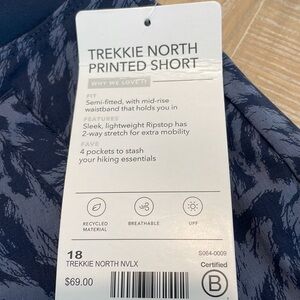 TREKKIE NORTH
PRINTED SHORT
WHY WE LOVE IT
FIT
Semi-fitted, with mid-rise
waistband that holds you in
FEATURES
Sleek, lightweight Ripstop has
2-way stretch for extra mobility
FAVE
4 pockets to stash
your hiking essentials
RECYCLED
MATERIAL
BREATHABLE
UPF
18
S064-0009
TREKKIE NORTH NVLX
Certified
$69.00
B